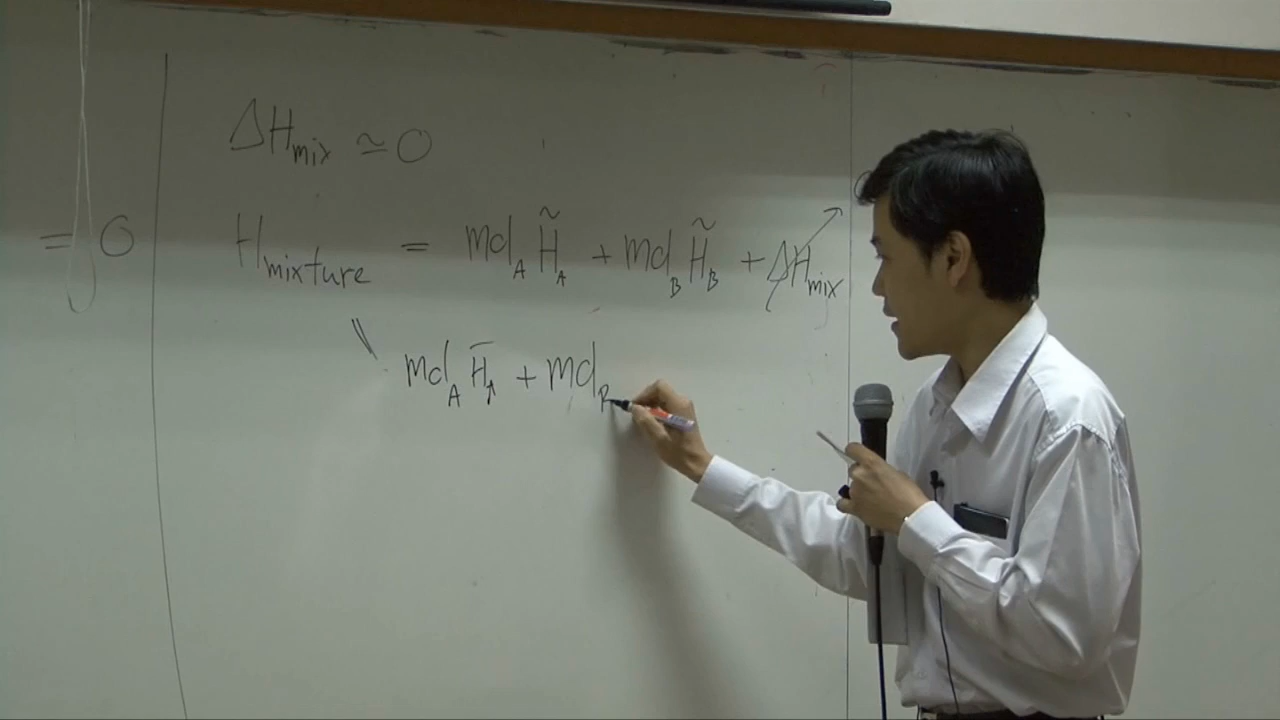 ΔH_mix ≃ 0
= 0
H_mixture = mol_A H̃_A + mol_B H̃_B + ΔH_mix
mol_A H̅_A + mol_B